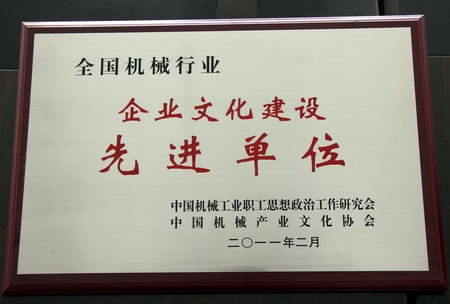 全国机械行业
企业文化建设
先进单位
中国机械工业职工思想政治工作研究会
中国机械产业文化协会
二〇一一年二月